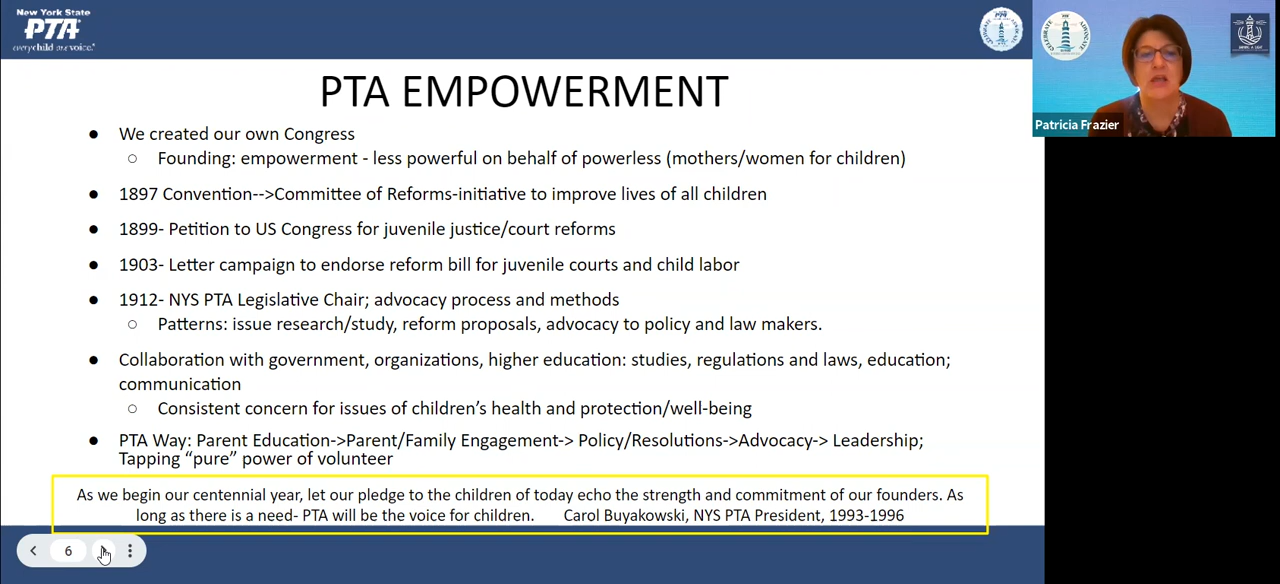 New York State
PTA
everychild. onevoice.®
CELEBRATE
PTA
ADVOCATE
Patricia Frazier
PTA EMPOWERMENT
● We created our own Congress
○ Founding: empowerment - less powerful on behalf of powerless (mothers/women for children)
● 1897 Convention-->Committee of Reforms-initiative to improve lives of all children
● 1899- Petition to US Congress for juvenile justice/court reforms
● 1903- Letter campaign to endorse reform bill for juvenile courts and child labor
● 1912- NYS PTA Legislative Chair; advocacy process and methods
○ Patterns: issue research/study, reform proposals, advocacy to policy and law makers.
● Collaboration with government, organizations, higher education: studies, regulations and laws, education;
communication
○ Consistent concern for issues of children’s health and protection/well-being
● PTA Way: Parent Education->Parent/Family Engagement-> Policy/Resolutions->Advocacy-> Leadership;
Tapping “pure” power of volunteer
As we begin our centennial year, let our pledge to the children of today echo the strength and commitment of our founders. As
long as there is a need- PTA will be the voice for children. Carol Buyakowski, NYS PTA President, 1993-1996
6